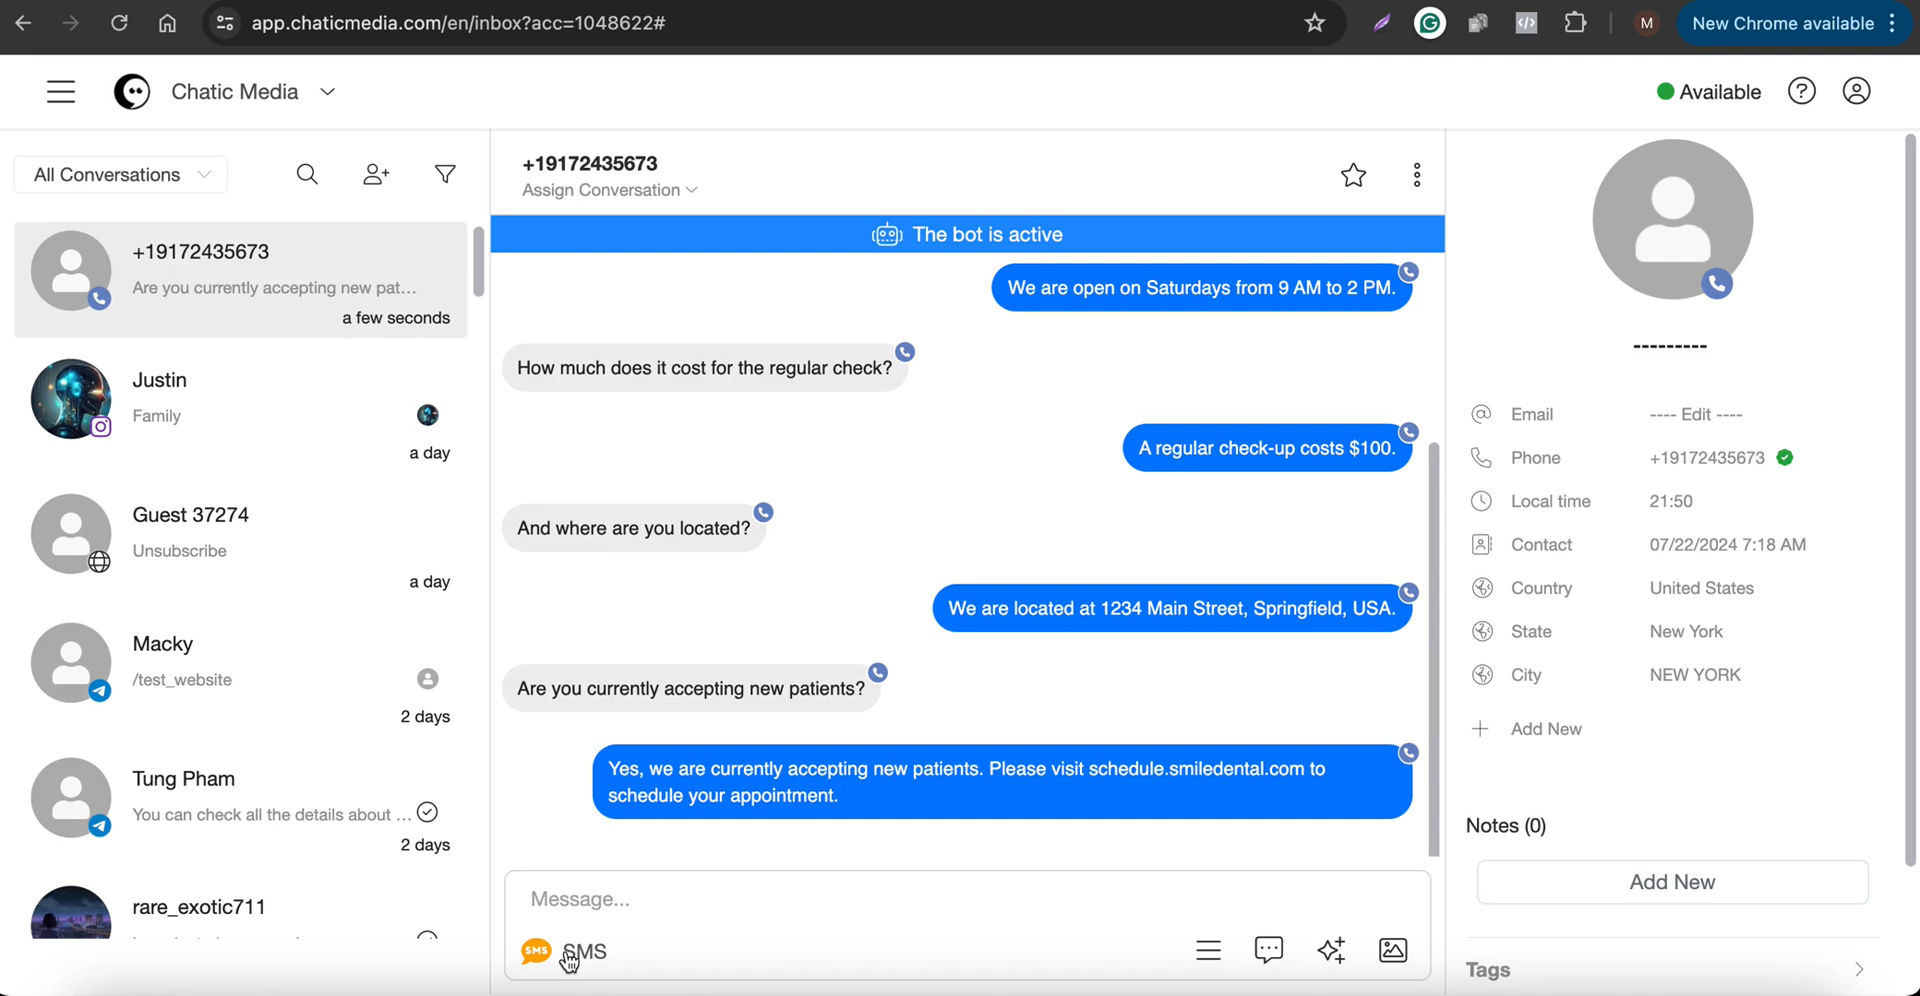 app.chaticmedia.com/en/inbox?acc=1048622#
M
New Chrome available
Chatic Media
Available
All Conversations
+19172435673
Are you currently accepting new pat...
a few seconds
Justin
Family
a day
Guest 37274
Unsubscribe
a day
Macky
/test_website
2 days
Tung Pham
You can check all the details about ...
2 days
rare_exotic711
+19172435673
Assign Conversation
The bot is active
We are open on Saturdays from 9 AM to 2 PM.
How much does it cost for the regular check?
A regular check-up costs $100.
And where are you located?
We are located at 1234 Main Street, Springfield, USA.
Are you currently accepting new patients?
Yes, we are currently accepting new patients. Please visit schedule.smiledental.com to
schedule your appointment.
Message...
SMS SMS
---------
Email ---- Edit ----
Phone +19172435673
Local time 21:50
Contact 07/22/2024 7:18 AM
Country United States
State New York
City NEW YORK
Add New
Notes (0)
Add New
Tags